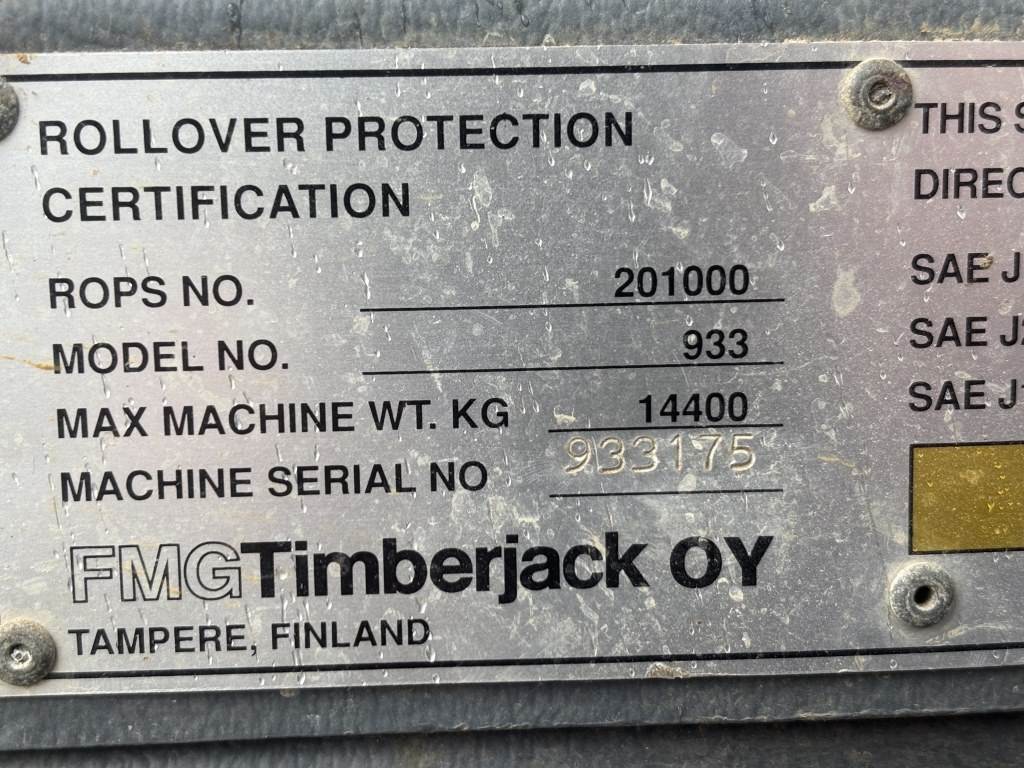 ROLLOVER PROTECTION
CERTIFICATION
ROPS NO. 201000
MODEL NO. 933
MAX MACHINE WT. KG 14400
MACHINE SERIAL NO 933175
FMGTimberjack OY
TAMPERE, FINLAND
THIS
SAE
SAE
SAE